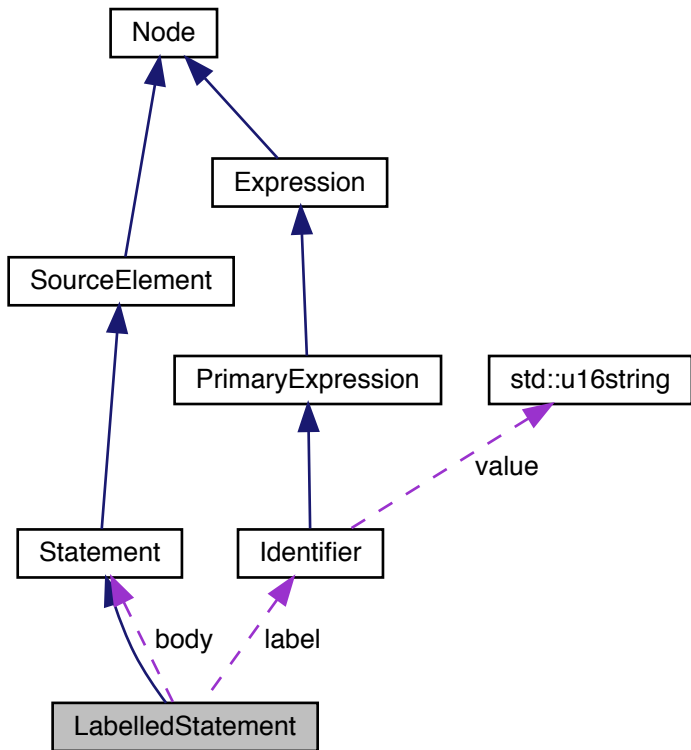 Node
Expression
SourceElement
PrimaryExpression
std::u16string
value
Statement
Identifier
body
label
LabelledStatement